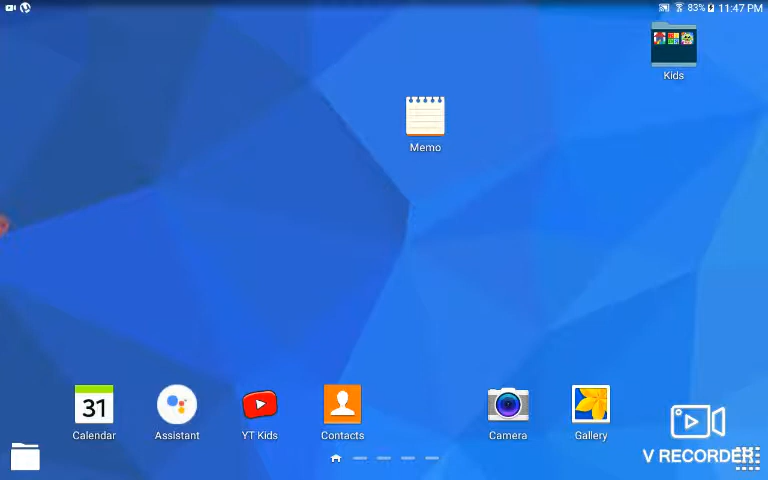 83% 11:47 PM
Kids
Memo
31
Calendar
Assistant
YT Kids
Contacts
Camera
Gallery
V RECORDER